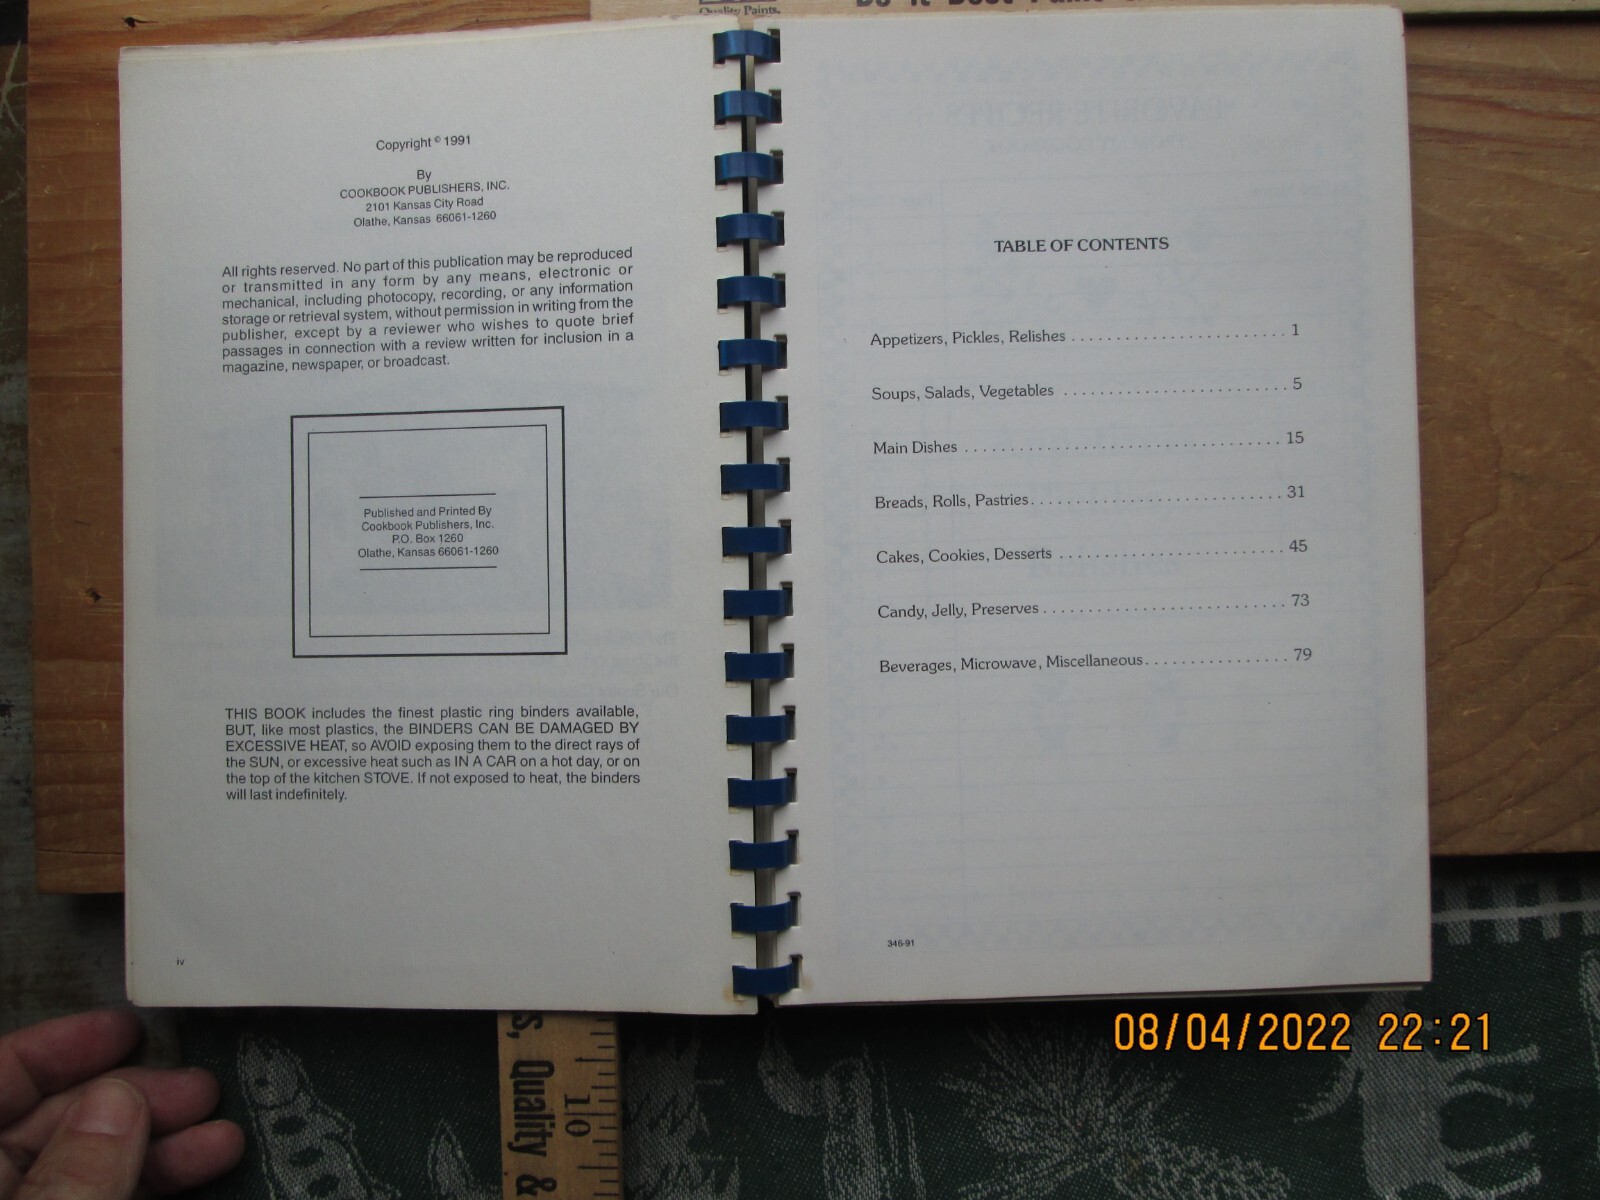 Quality Paints.
Copyright © 1991
By
COOKBOOK PUBLISHERS, INC.
2101 Kansas City Road
Olathe, Kansas 66061-1260
All rights reserved. No part of this publication may be reproduced
or transmitted in any form by any means, electronic or
mechanical, including photocopy, recording, or any information
storage or retrieval system, without permission in writing from the
publisher, except by a reviewer who wishes to quote brief
passages in connection with a review written for inclusion in a
magazine, newspaper, or broadcast.
Published and Printed By
Cookbook Publishers, Inc.
P.O. Box 1260
Olathe, Kansas 66061-1260
THIS BOOK includes the finest plastic ring binders available,
BUT, like most plastics, the BINDERS CAN BE DAMAGED BY
EXCESSIVE HEAT, so AVOID exposing them to the direct rays of
the SUN, or excessive heat such as IN A CAR on a hot day, or on
the top of the kitchen STOVE. If not exposed to heat, the binders
will last indefinitely.
iv
TABLE OF CONTENTS
Appetizers, Pickles, Relishes ........................ 1
Soups, Salads, Vegetables ......................... 5
Main Dishes ................................... 15
Breads, Rolls, Pastries............................ 31
Cakes, Cookies, Desserts ......................... 45
Candy, Jelly, Preserves ........................... 73
Beverages, Microwave, Miscellaneous................ 79
346-91
08/04/2022 22:21
Quality &
10